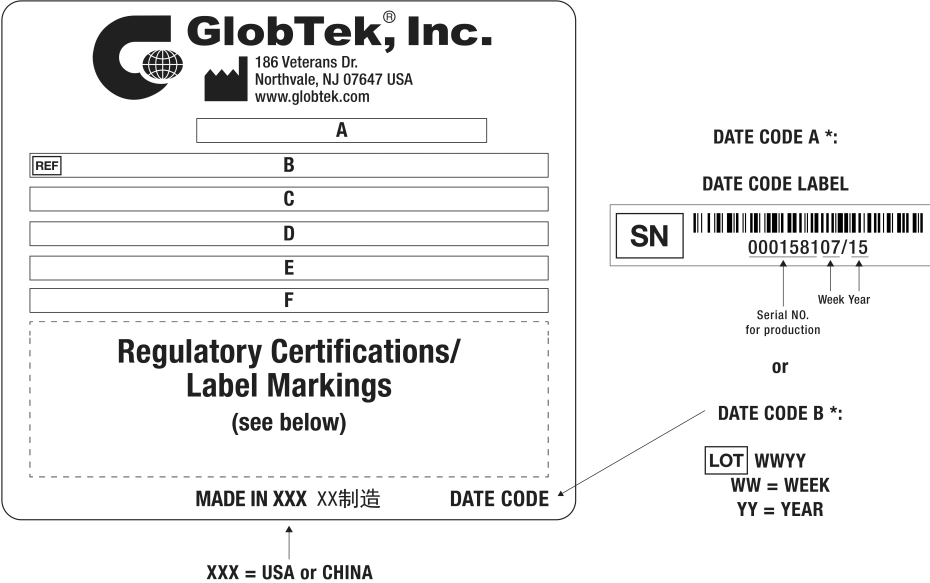 GlobTek®, Inc.
186 Veterans Dr.
Northvale, NJ 07647 USA
www.globtek.com
A
REF B
C
D
E
F
Regulatory Certifications/
Label Markings
(see below)
MADE IN XXX XX制造 DATE CODE
XXX = USA or CHINA
DATE CODE A *:
DATE CODE LABEL
SN
000158107/15
Week Year
Serial NO.
for production
or
DATE CODE B *:
LOT WWYY
WW = WEEK
YY = YEAR